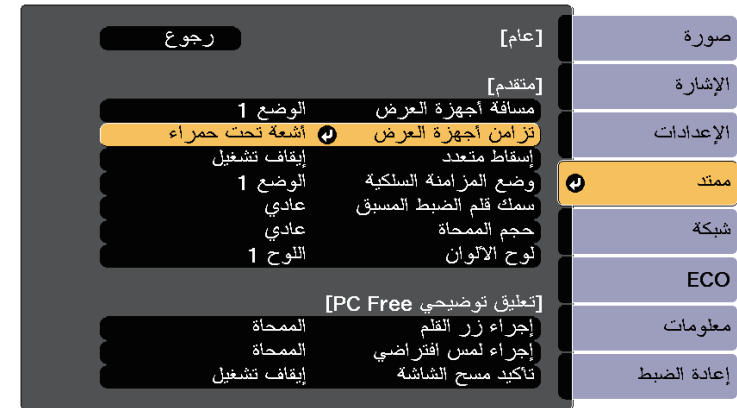 صورة
الإشارة
الإعدادات
ممتد
شبكة
ECO
معلومات
إعادة الضبط
[عام] رجوع
[متقدم]
مسافة أجهزة العرض الوضع 1
تزامن أجهزة العرض أشعة تحت حمراء
إسقاط متعدد إيقاف تشغيل
وضع المزامنة السلكية الوضع 1
سمك قلم الضبط المسبق عادي
حجم الممحاة عادي
لوح الألوان اللوح 1
[تعليق توضيحي PC Free]
إجراء زر القلم الممحاة
إجراء لمس افتراضي الممحاة
تأكيد مسح الشاشة إيقاف تشغيل